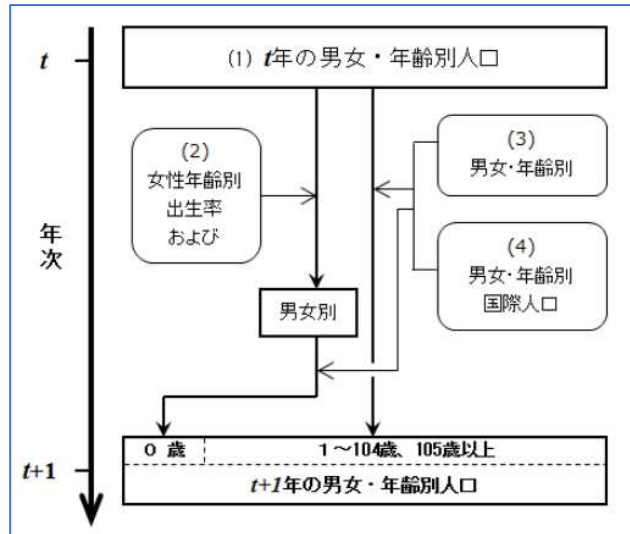 t
(1) t年の男女・年齢別人口
(2)
女性年齢別
出生率
および
(3)
男女・年齢別
(4)
男女・年齢別
国際人口
年次
男女別
0 歳
1～104歳、105歳以上
t+1
t+1年の男女・年齢別人口